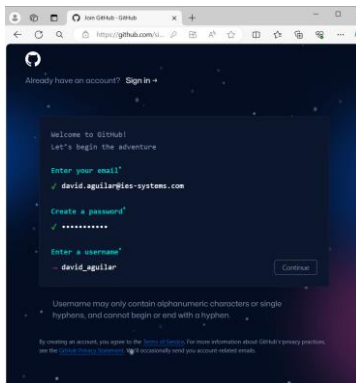 Join GitHub · GitHub
https://github.com/si...
Already have an account? Sign in →
Welcome to GitHub!
Let's begin the adventure
Enter your email*
✓ david.aguilar@ies-systems.com
Create a password*
✓ •••••••••••
Enter a username*
→ david_aguilar
Continue
Username may only contain alphanumeric characters or single
hyphens, and cannot begin or end with a hyphen.
By creating an account, you agree to the Terms of Service. For more information about GitHub's privacy practices,
see the GitHub Privacy Statement. We'll occasionally send you account-related emails.